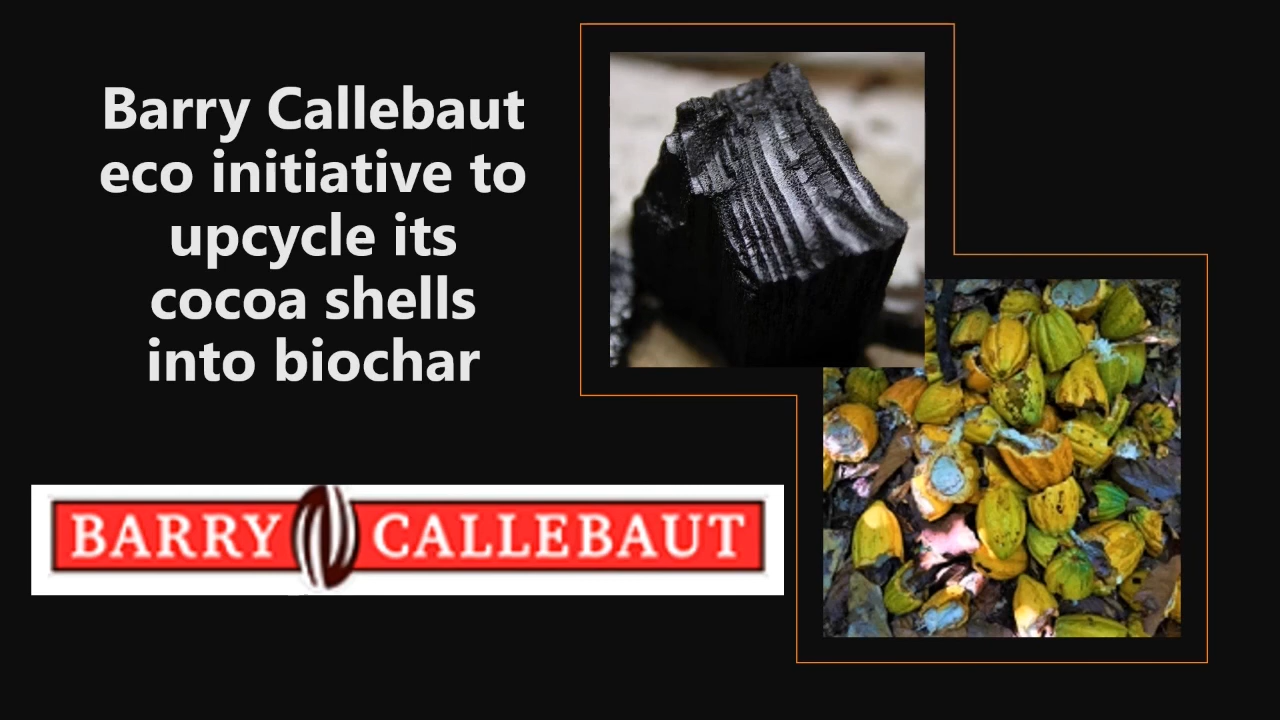 Barry Callebaut
eco initiative to
upcycle its
cocoa shells
into biochar
BARRY CALLEBAUT